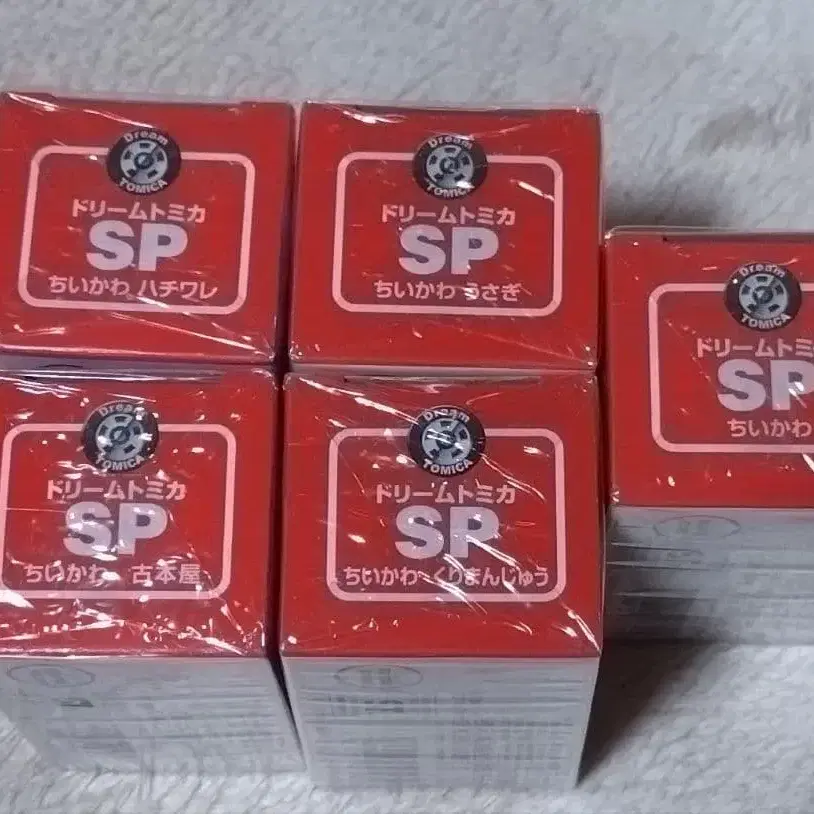 Dream
TOMICA
ドリームトミカ
SP
ちいかわ ハチワレ
Dream
TOMICA
ドリームトミカ
SP
ちいかわ うさぎ
Dream
TOMICA
ドリームトミ
SP
ちいかわ
Dream
TOMICA
ドリームトミカ
SP
ちいかわ 古本屋
Dream
TOMICA
ドリームトミカ
SP
ちいかわ くりまんじゅう